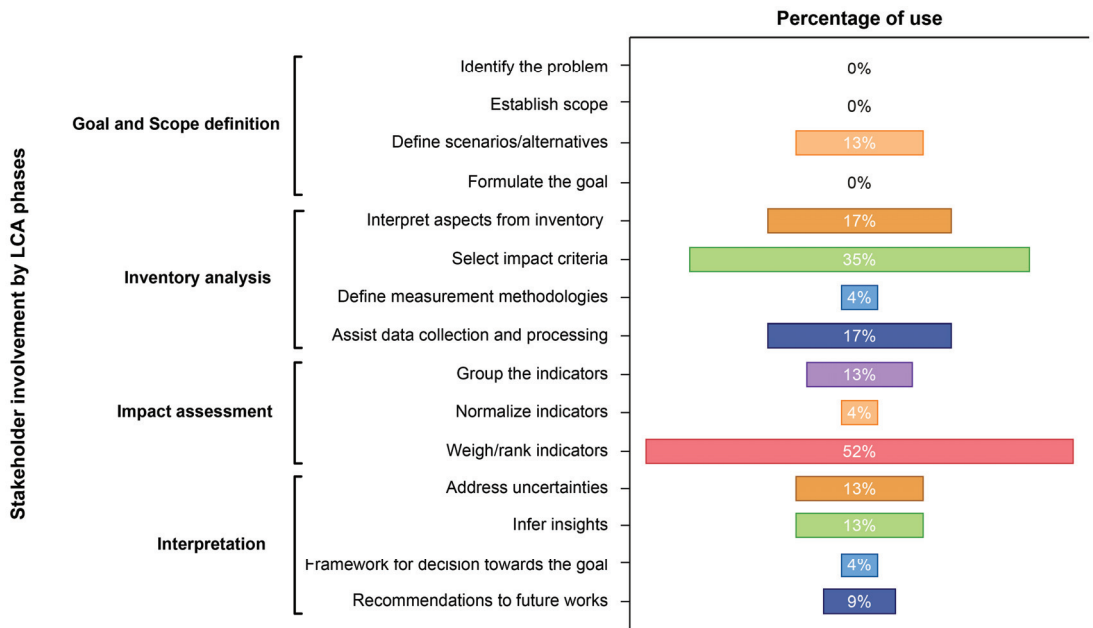 Percentage of use
Stakeholder involvement by LCA phases
Goal and Scope definition
Identify the problem 0%
Establish scope 0%
Define scenarios/alternatives 13%
Formulate the goal 0%
Inventory analysis
Interpret aspects from inventory 17%
Select impact criteria 35%
Define measurement methodologies 4%
Assist data collection and processing 17%
Impact assessment
Group the indicators 13%
Normalize indicators 4%
Weigh/rank indicators 52%
Interpretation
Address uncertainties 13%
Infer insights 13%
Framework for decision towards the goal 4%
Recommendations to future works 9%